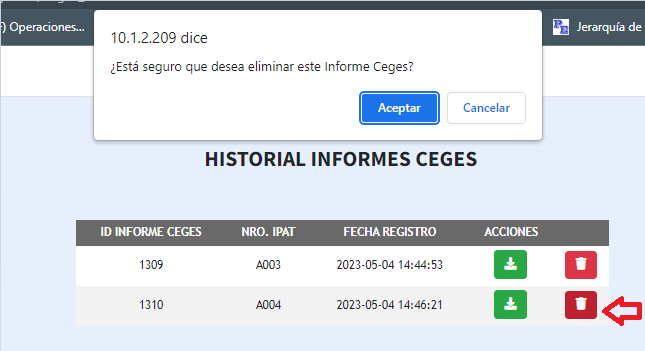 ) Operaciones...
Jerarquía de
10.1.2.209 dice
¿Está seguro que desea eliminar este Informe Ceges?
Aceptar
Cancelar
HISTORIAL INFORMES CEGES
ID INFORME CEGES NRO. IPAT FECHA REGISTRO ACCIONES
1309 A003 2023-05-04 14:44:53
1310 A004 2023-05-04 14:46:21